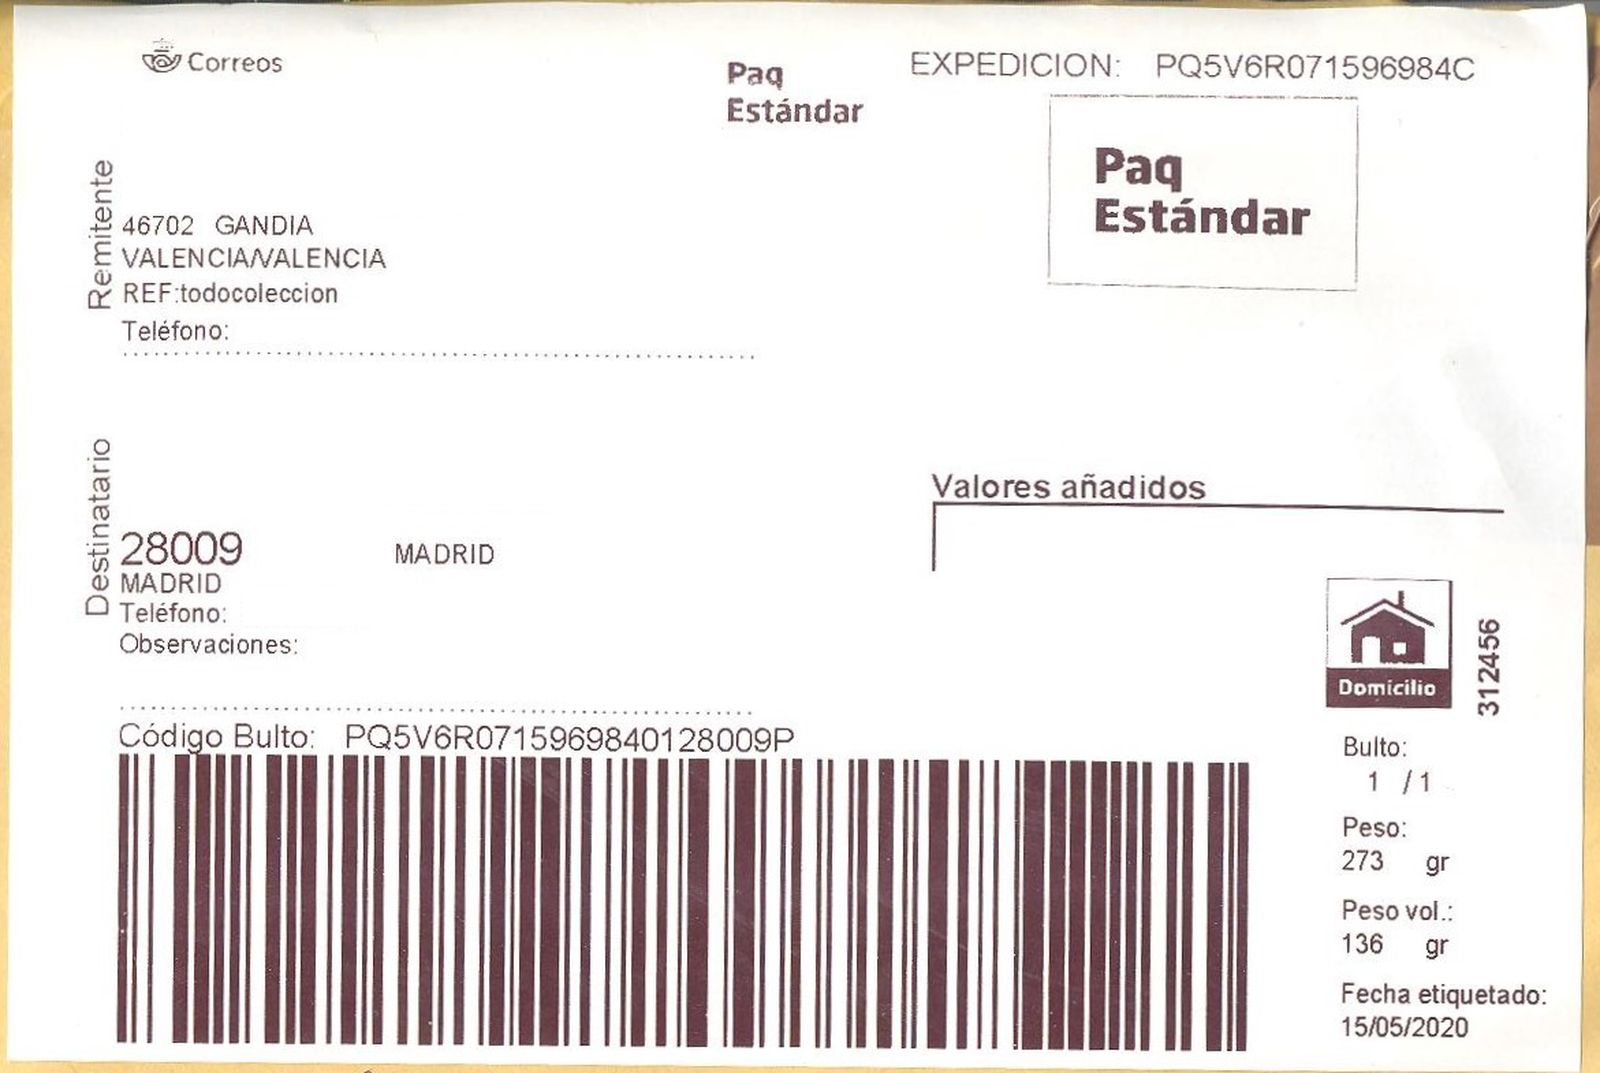 Correos
Paq
Estándar
EXPEDICION: PQ5V6R071596984C
Paq
Estándar
Remitente
46702 GANDIA
VALENCIA/VALENCIA
REF:todocoleccion
Teléfono:
Destinatario
28009 MADRID
MADRID
Teléfono:
Observaciones:
Valores añadidos
Domicilio
312456
Código Bulto: PQ5V6R0715969840128009P
Bulto:
1 / 1
Peso:
273 gr
Peso vol.:
136 gr
Fecha etiquetado:
15/05/2020